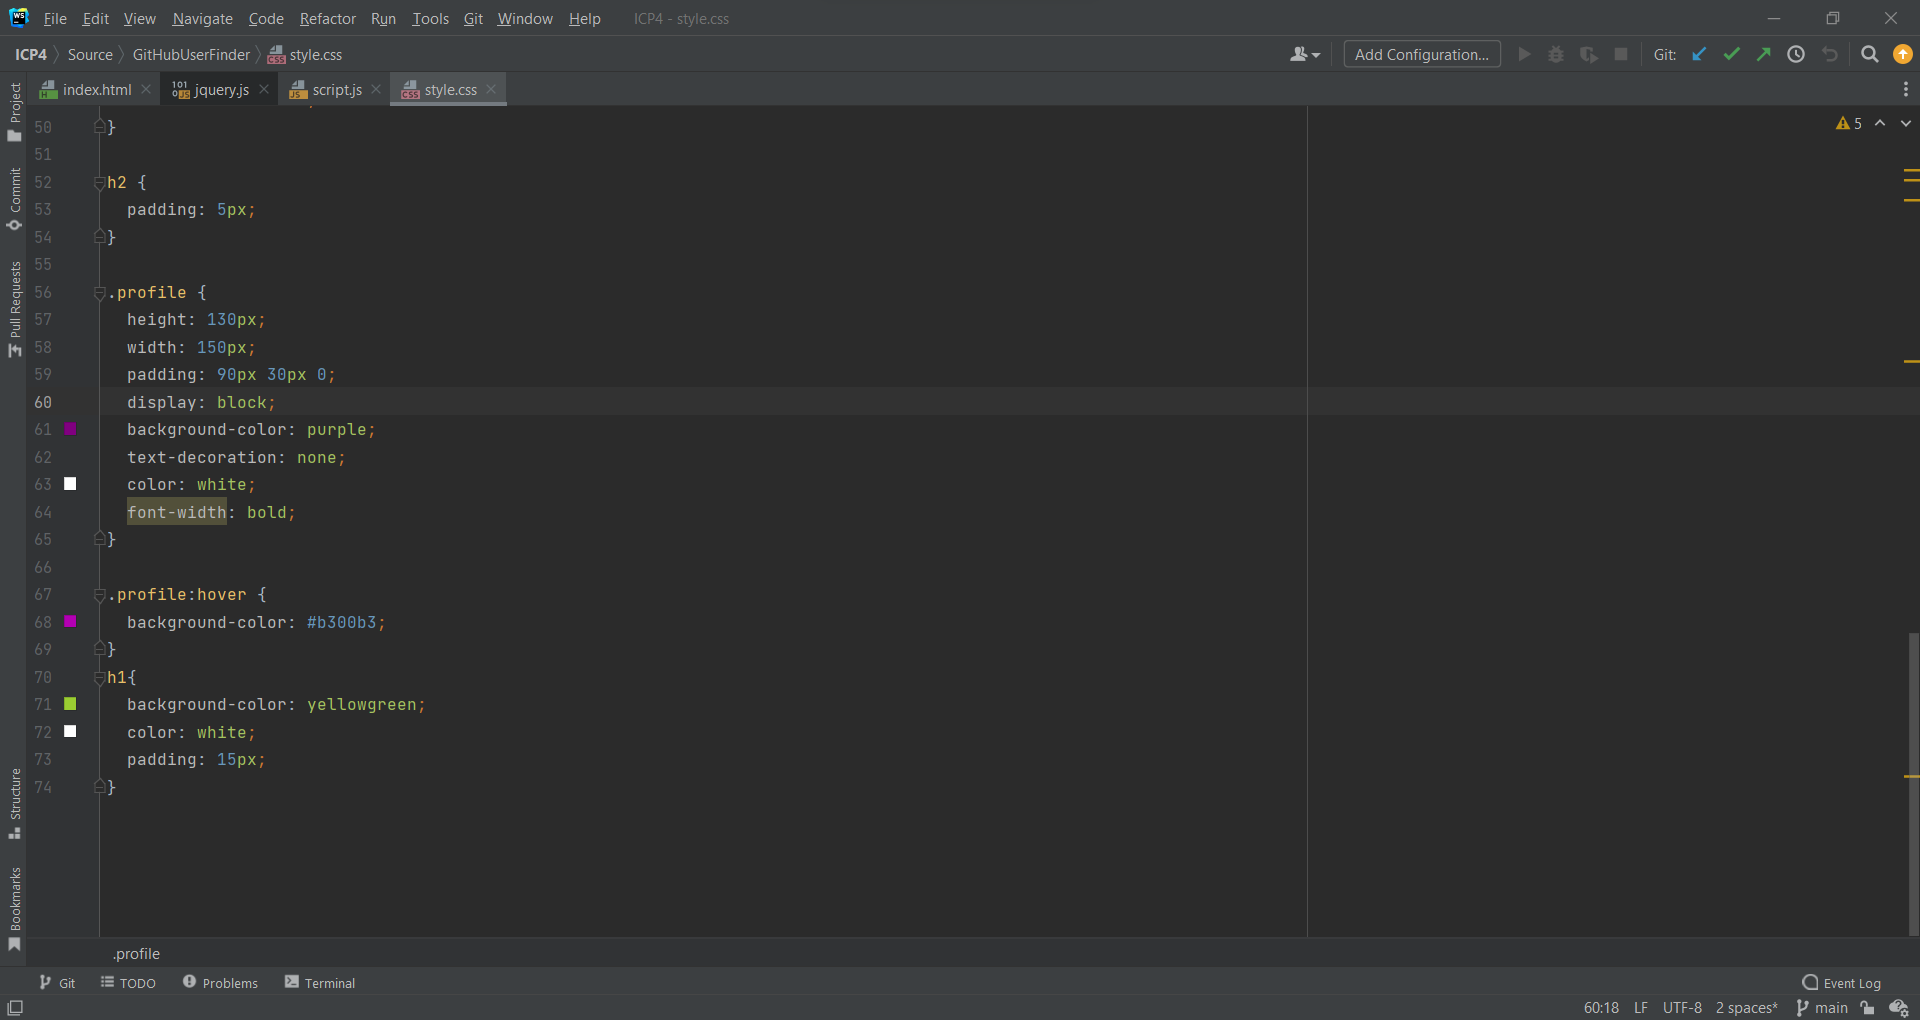 File Edit View Navigate Code Refactor Run Tools Git Window Help ICP4 - style.css
ICP4 Source GitHubUserFinder style.css Add Configuration... Git:
index.html jquery.js script.js style.css
Project
Commit
Pull Requests
Structure
Bookmarks
5
50 }
51
52 h2 {
53 padding: 5px;
54 }
55
56 .profile {
57 height: 130px;
58 width: 150px;
59 padding: 90px 30px 0;
60 display: block;
61 background-color: purple;
62 text-decoration: none;
63 color: white;
64 font-width: bold;
65 }
66
67 .profile:hover {
68 background-color: #b300b3;
69 }
70 h1{
71 background-color: yellowgreen;
72 color: white;
73 padding: 15px;
74 }
.profile
Git TODO Problems Terminal Event Log
60:18 LF UTF-8 2 spaces* main